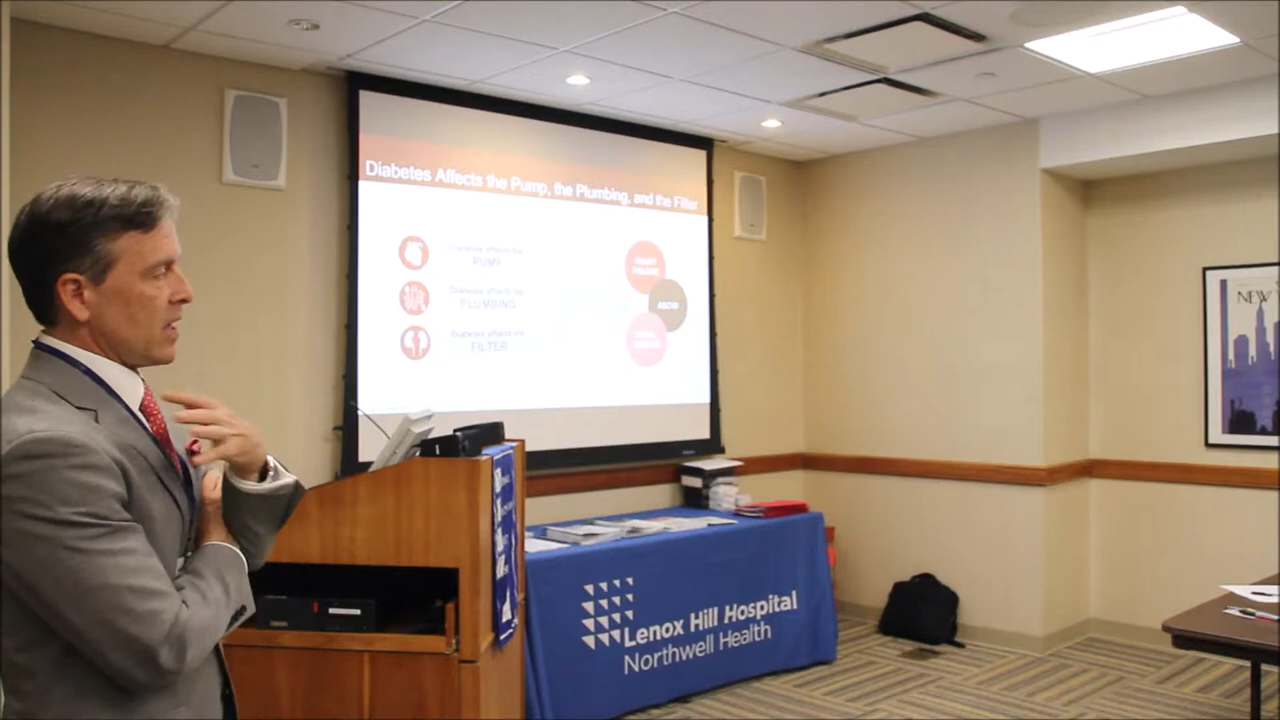 Diabetes Affects the Pump, the Plumbing, and the Filter
Diabetes affects the
PUMP
Diabetes affects the
PLUMBING
Diabetes affects the
FILTER
HEART
FAILURE
ASCVD
NEW
Lenox Hill Hospital
Northwell Health